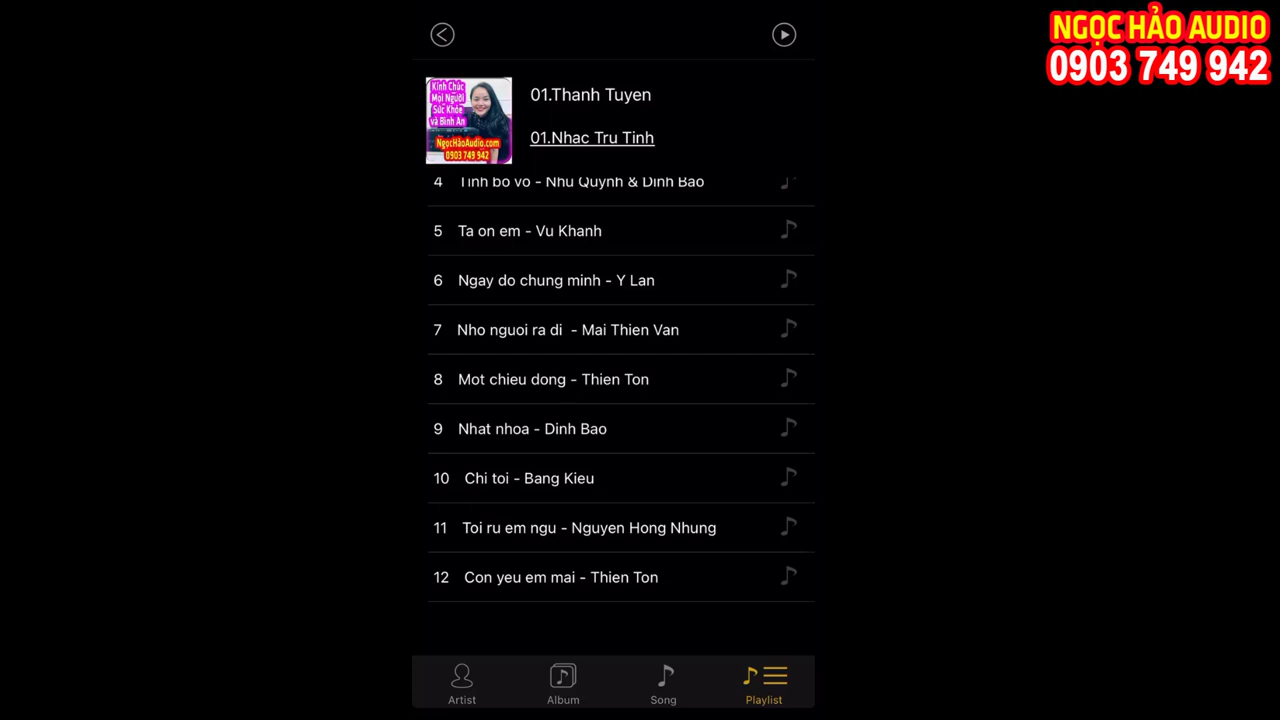 NGỌC HẢO AUDIO
0903 749 942
Kính Chúc
Mọi Người
Sức Khỏe
và Bình An
NgọcHảoAudio.com
0903 749 942
01.Thanh Tuyen
01.Nhac Tru Tinh
4 Tinh bo vo - Nhu Quynh & Dinh Bao
5 Ta on em - Vu Khanh
6 Ngay do chung minh - Y Lan
7 Nho nguoi ra di - Mai Thien Van
8 Mot chieu dong - Thien Ton
9 Nhat nhoa - Dinh Bao
10 Chi toi - Bang Kieu
11 Toi ru em ngu - Nguyen Hong Nhung
12 Con yeu em mai - Thien Ton
Artist
Album
Song
Playlist